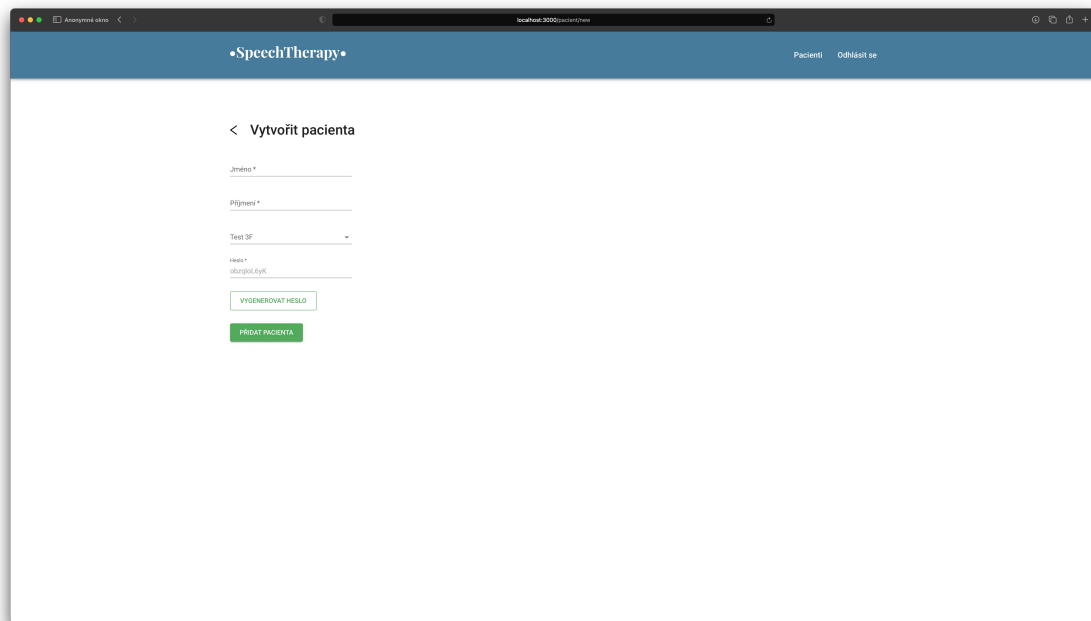 Anonymné okno
localhost:3000/pacient/new
•SpeechTherapy•
Pacienti Odhlásit se
Vytvořit pacienta
Jméno *
Příjmení *
Test 3F
Heslo *
obzqloL6yK
VYGENEROVAT HESLO
PŘIDAT PACIENTA